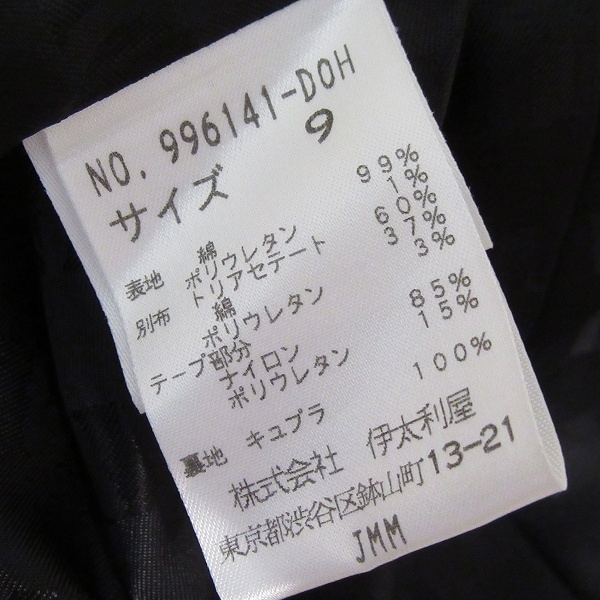 NO. 996141-DOH
サイズ 9
表地 綿 99%
ポリウレタン 1%
別布 トリアセテート 60%
綿 37%
ポリウレタン 3%
テープ部分
ナイロン 85%
ポリウレタン 15%
裏地 キュプラ 100%
株式会社 伊太利屋
東京都渋谷区鉢山町13-21
JMM